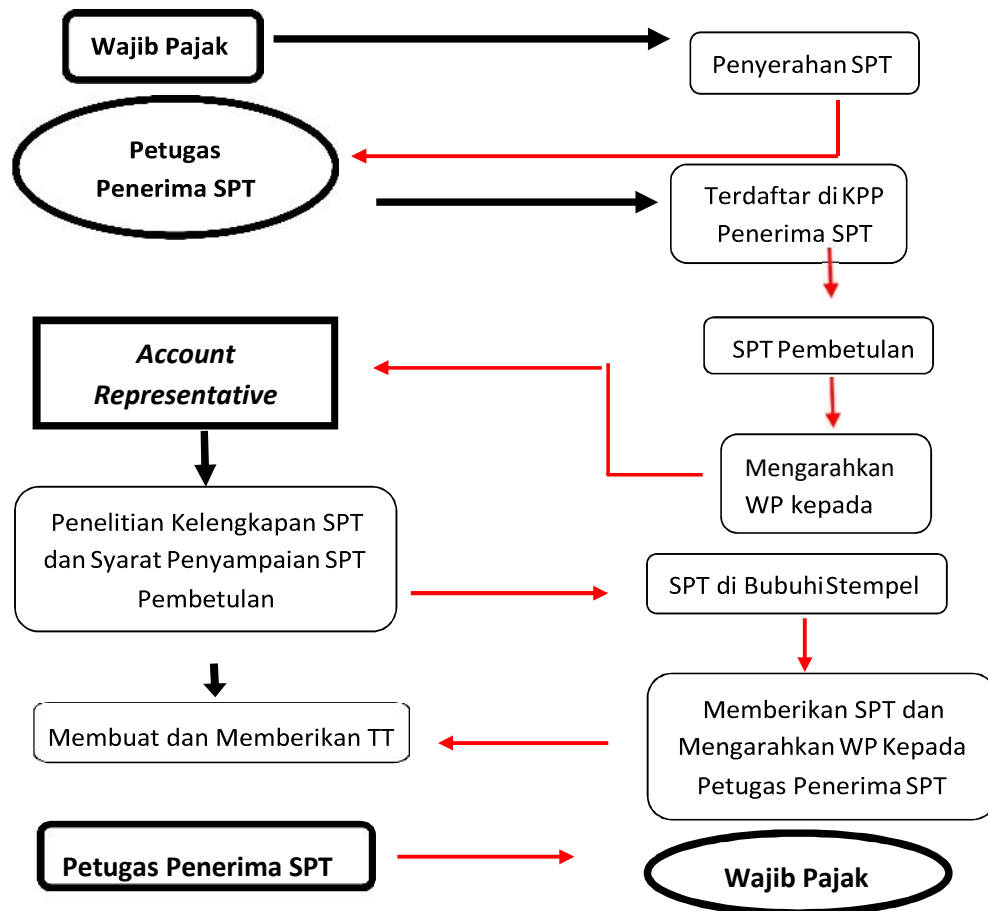 Wajib Pajak
Penyerahan SPT
Petugas
Penerima SPT
Terdaftar di KPP
Penerima SPT
SPT Pembetulan
Account
Representative
Mengarahkan
WP kepada
Penelitian Kelengkapan SPT
dan Syarat Penyampaian SPT
Pembetulan
SPT di Bubuhi Stempel
Memberikan SPT dan
Mengarahkan WP Kepada
Petugas Penerima SPT
Membuat dan Memberikan TT
Petugas Penerima SPT
Wajib Pajak